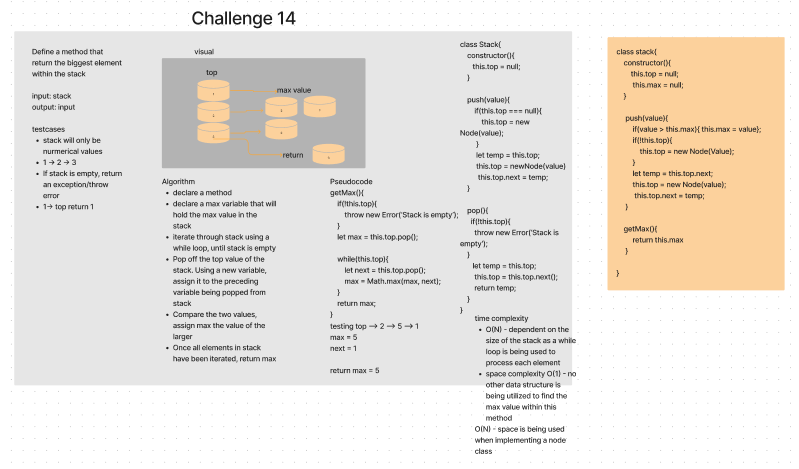 Challenge 14
Define a method that
return the biggest element
within the stack
input: stack
output: input
testcases
• stack will only be
nurmerical values
• 1 → 2 → 3
• If stack is empty, return
an exception/throw
error
• 1→ top return 1
visual
top
max value
return
Algorithm
• declare a method
• declare a max variable that will
hold the max value in the
stack
• iterate through stack using a
while loop, until stack is empty
• Pop off the top value of the
stack. Using a new variable,
assign it to the preceding
variable being popped from
stack
• Compare the two values,
assign max the value of the
larger
• Once all elements in stack
have been iterated, return max
Pseudocode
getMax(){
if(!this.top){
throw new Error('Stack is empty');
}
let max = this.top.pop();
while(this.top){
let next = this.top.pop();
max = Math.max(max, next);
}
return max;
}
testing top —> 2 —> 5 —> 1
max = 5
next = 1
return max = 5
class Stack{
constructor(){
this.top = null;
}
push(value){
if(this.top === null){
this.top = new
Node(value);
}
let temp = this.top;
this.top = newNode(value)
this.top.next = temp;
}
pop(){
if(!this.top){
throw new Error('Stack is
empty');
}
let temp = this.top;
this.top = this.top.next();
return temp;
}
}
time complexity
• O(N) - dependent on the
size of the stack as a while
loop is being used to
process each element
• space complexity O(1) - no
other data structure is
being utilized to find the
max value within this
method
O(N) - space is being used
when implementing a node
class
class stack{
constructor(){
this.top = null;
this.max = null;
}
push(value){
if(value > this.max){ this.max = value};
if(!this.top){
this.top = new Node(Value);
}
let temp = this.top.next;
this.top = new Node(value);
this.top.next = temp;
}
getMax(){
return this.max
}
}